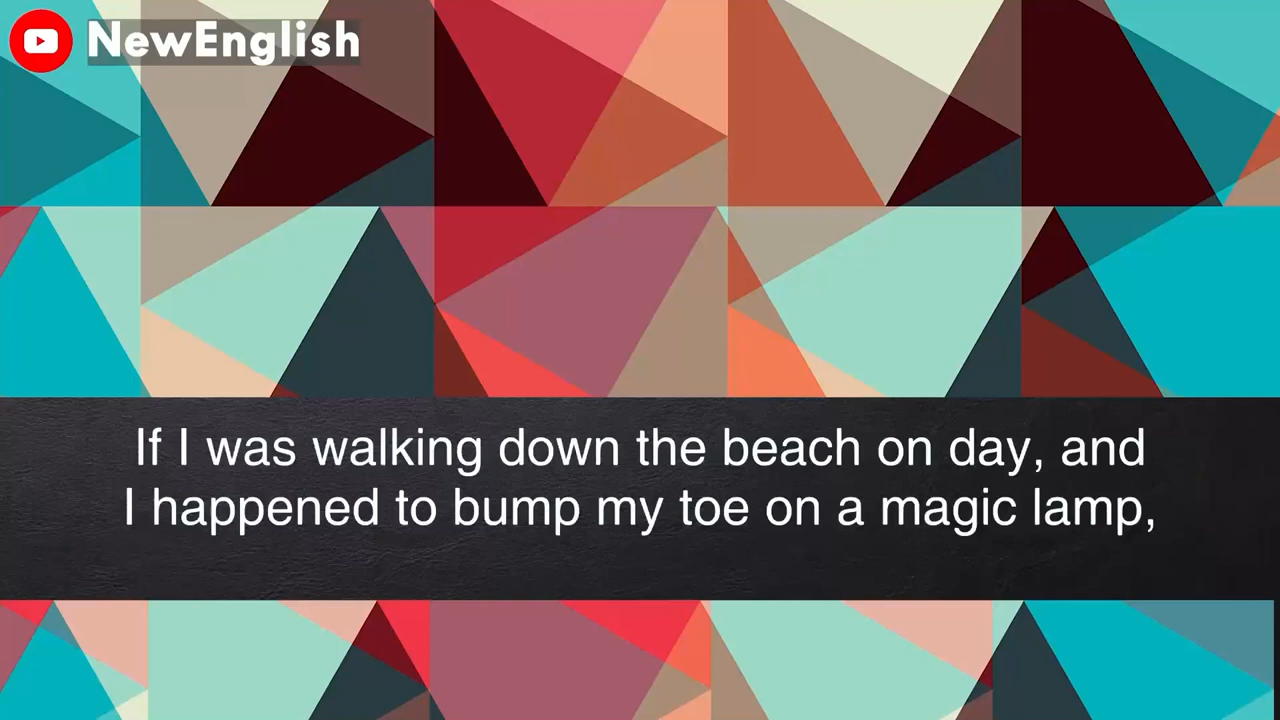 NewEnglish
If I was walking down the beach on day, and
I happened to bump my toe on a magic lamp,